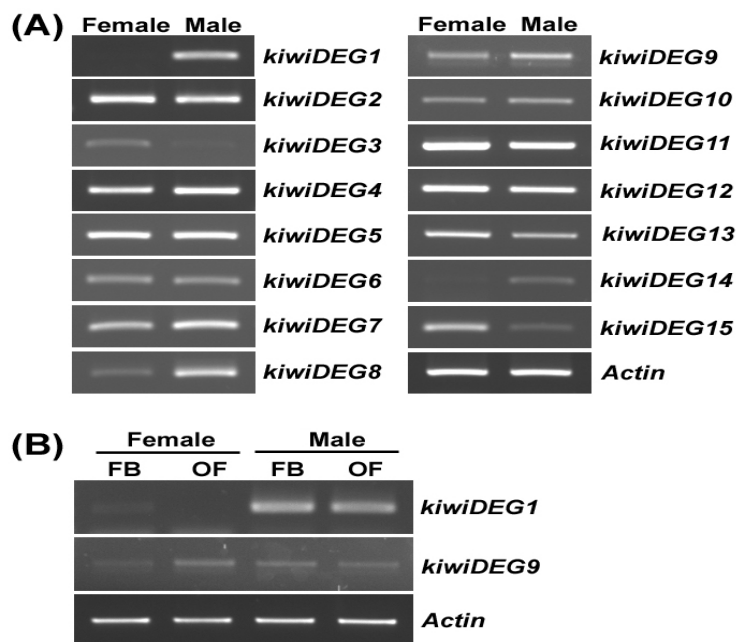 (A)
Female Male
kiwiDEG1
kiwiDEG2
kiwiDEG3
kiwiDEG4
kiwiDEG5
kiwiDEG6
kiwiDEG7
kiwiDEG8
Female Male
kiwiDEG9
kiwiDEG10
kiwiDEG11
kiwiDEG12
kiwiDEG13
kiwiDEG14
kiwiDEG15
Actin
(B)
Female Male
FB OF FB OF
kiwiDEG1
kiwiDEG9
Actin